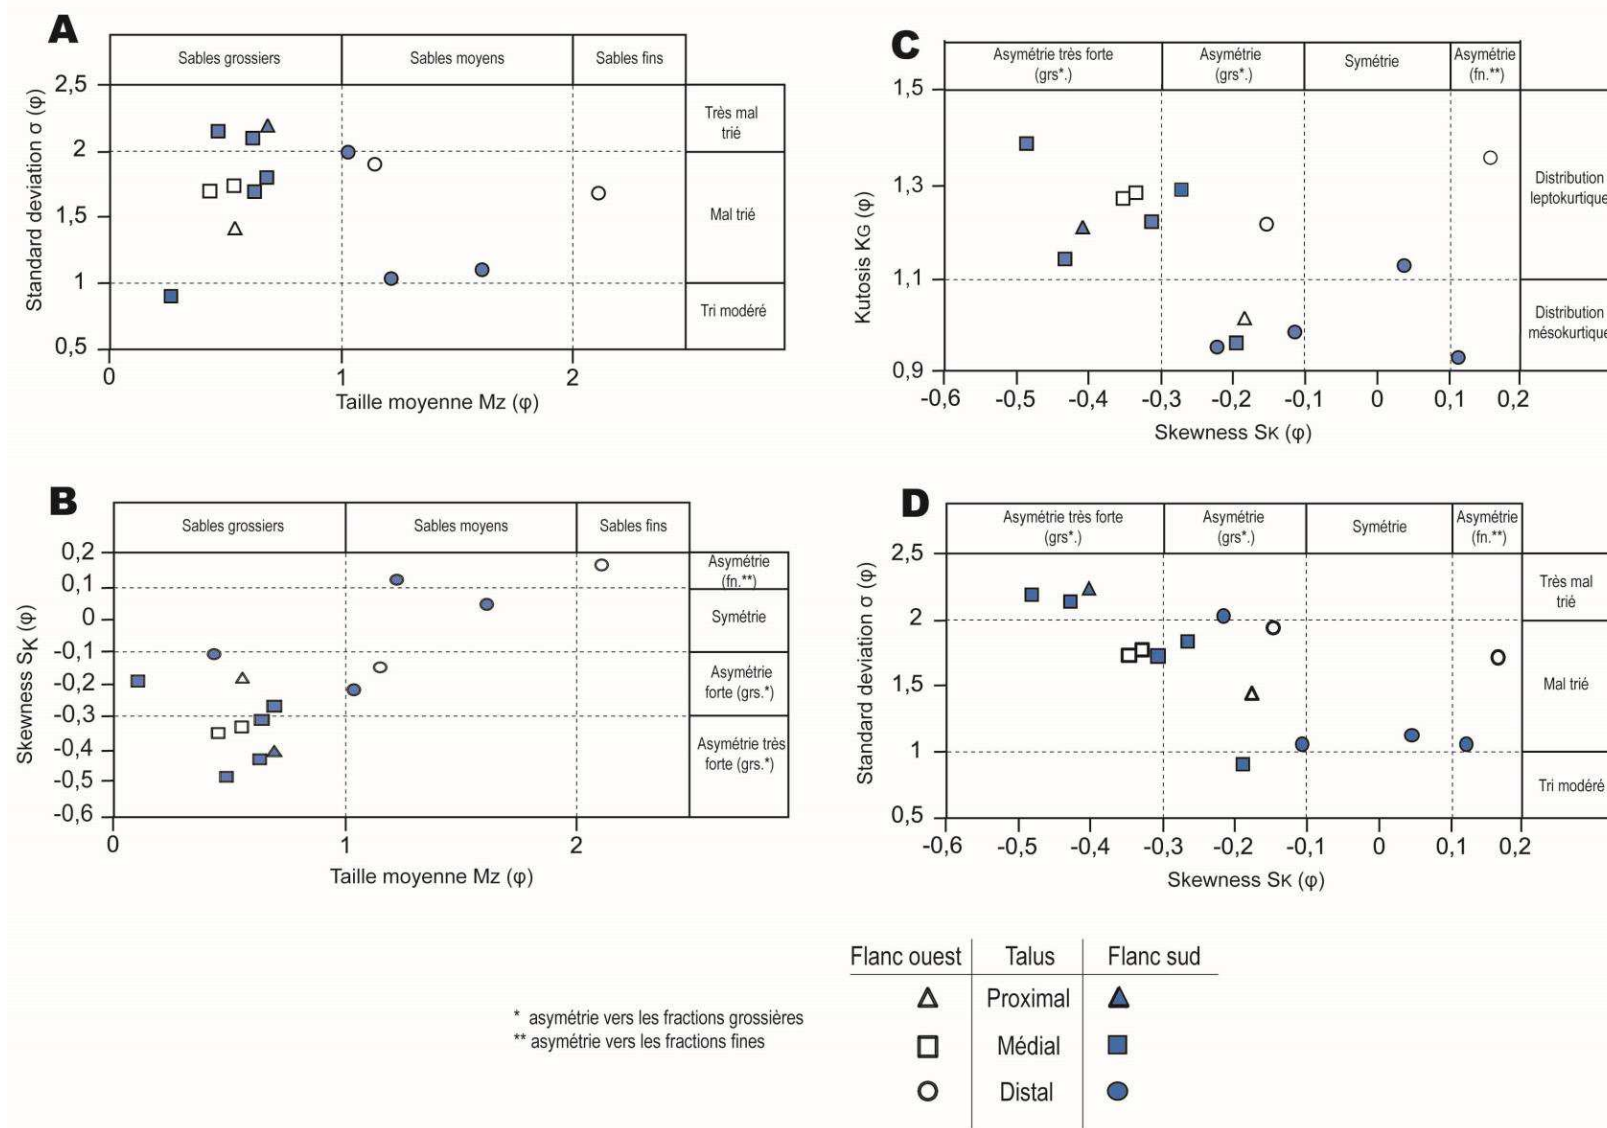 A
Sables grossiers Sables moyens Sables fins
2,5
2
1,5
1
0,5
Standard deviation σ (φ)
Très mal
trié
Mal trié
Tri modéré
0 1 2
Taille moyenne Mz (φ)
C
Asymétrie très forte
(grs*.)
Asymétrie
(grs*.)
Symétrie
Asymétrie
(fn.**)
1,5
1,3
1,1
0,9
Kutosis KG (φ)
Distribution
leptokurtique
Distribution
mésokurtique
-0,6 -0,5 -0,4 -0,3 -0,2 -0,1 0 0,1 0,2
Skewness SK (φ)
B
Sables grossiers Sables moyens Sables fins
0,2
0,1
0
-0,1
-0,2
-0,3
-0,4
-0,5
-0,6
Skewness SK (φ)
Asymétrie
(fn.**)
Symétrie
Asymétrie
forte (grs.*)
Asymétrie très
forte (grs.*)
0 1 2
Taille moyenne Mz (φ)
D
Asymétrie très forte
(grs*.)
Asymétrie
(grs*.)
Symétrie
Asymétrie
(fn.**)
2,5
2
1,5
1
0,5
Standard deviation σ (φ)
Très mal
trié
Mal trié
Tri modéré
-0,6 -0,5 -0,4 -0,3 -0,2 -0,1 0 0,1 0,2
Skewness SK (φ)
Flanc ouest Talus Flanc sud
Proximal
Médial
Distal
* asymétrie vers les fractions grossières
** asymétrie vers les fractions fines